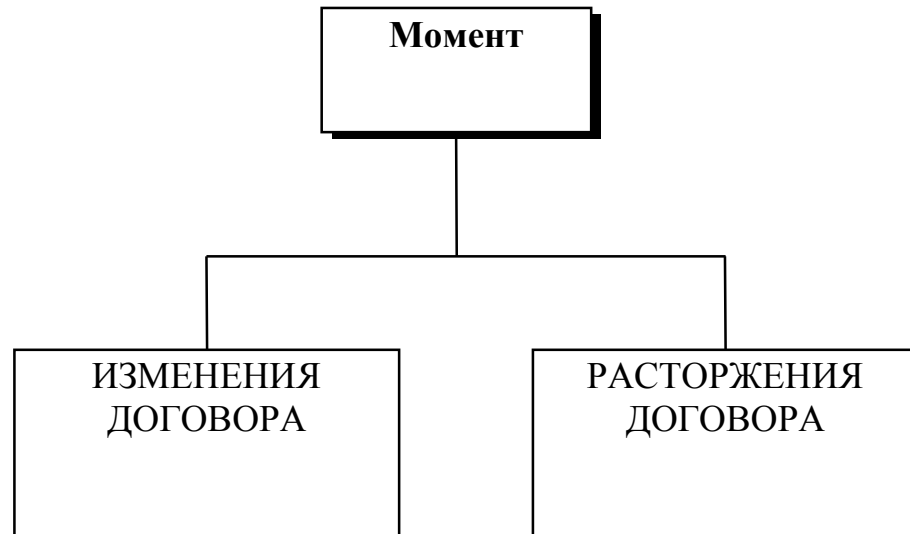 Момент
ИЗМЕНЕНИЯ
ДОГОВОРА
РАСТОРЖЕНИЯ
ДОГОВОРА